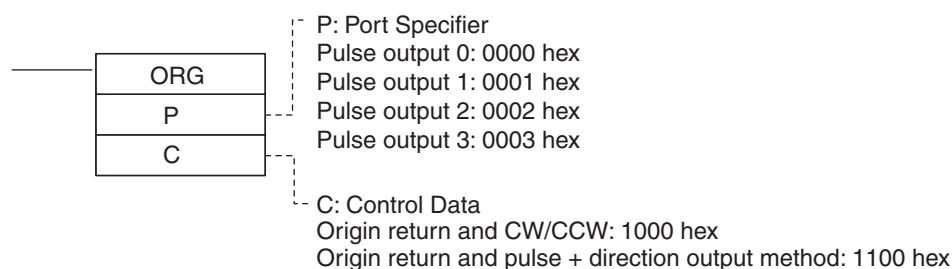 P: Port Specifier
Pulse output 0: 0000 hex
ORG
Pulse output 1: 0001 hex
P
Pulse output 2: 0002 hex
Pulse output 3: 0003 hex
C
C: Control Data
Origin return and CW/CCW: 1000 hex
Origin return and pulse + direction output method: 1100 hex